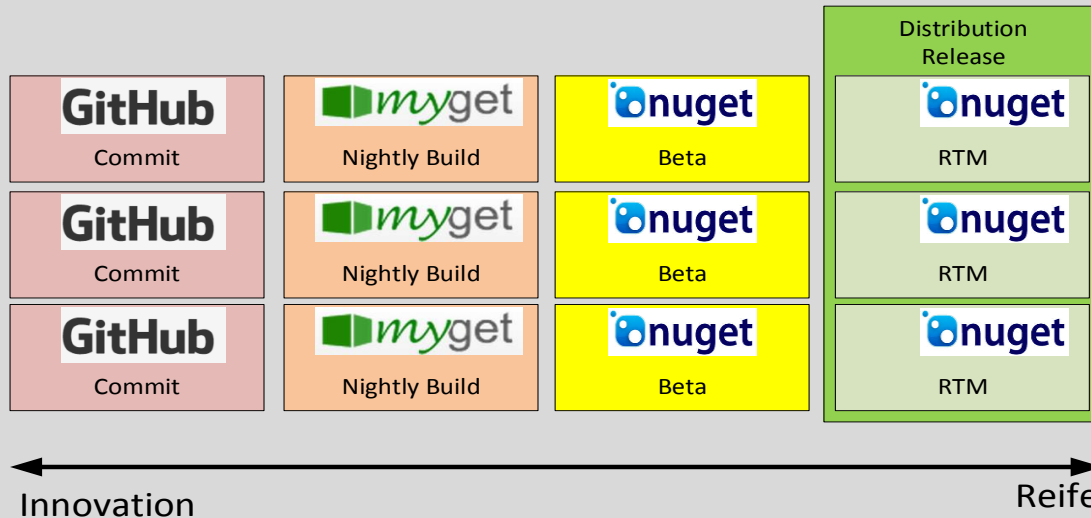 Distribution
Release
GitHub myget nuget nuget
Commit Nightly Build Beta RTM
GitHub myget nuget nuget
Commit Nightly Build Beta RTM
GitHub myget nuget nuget
Commit Nightly Build Beta RTM
Innovation Reife